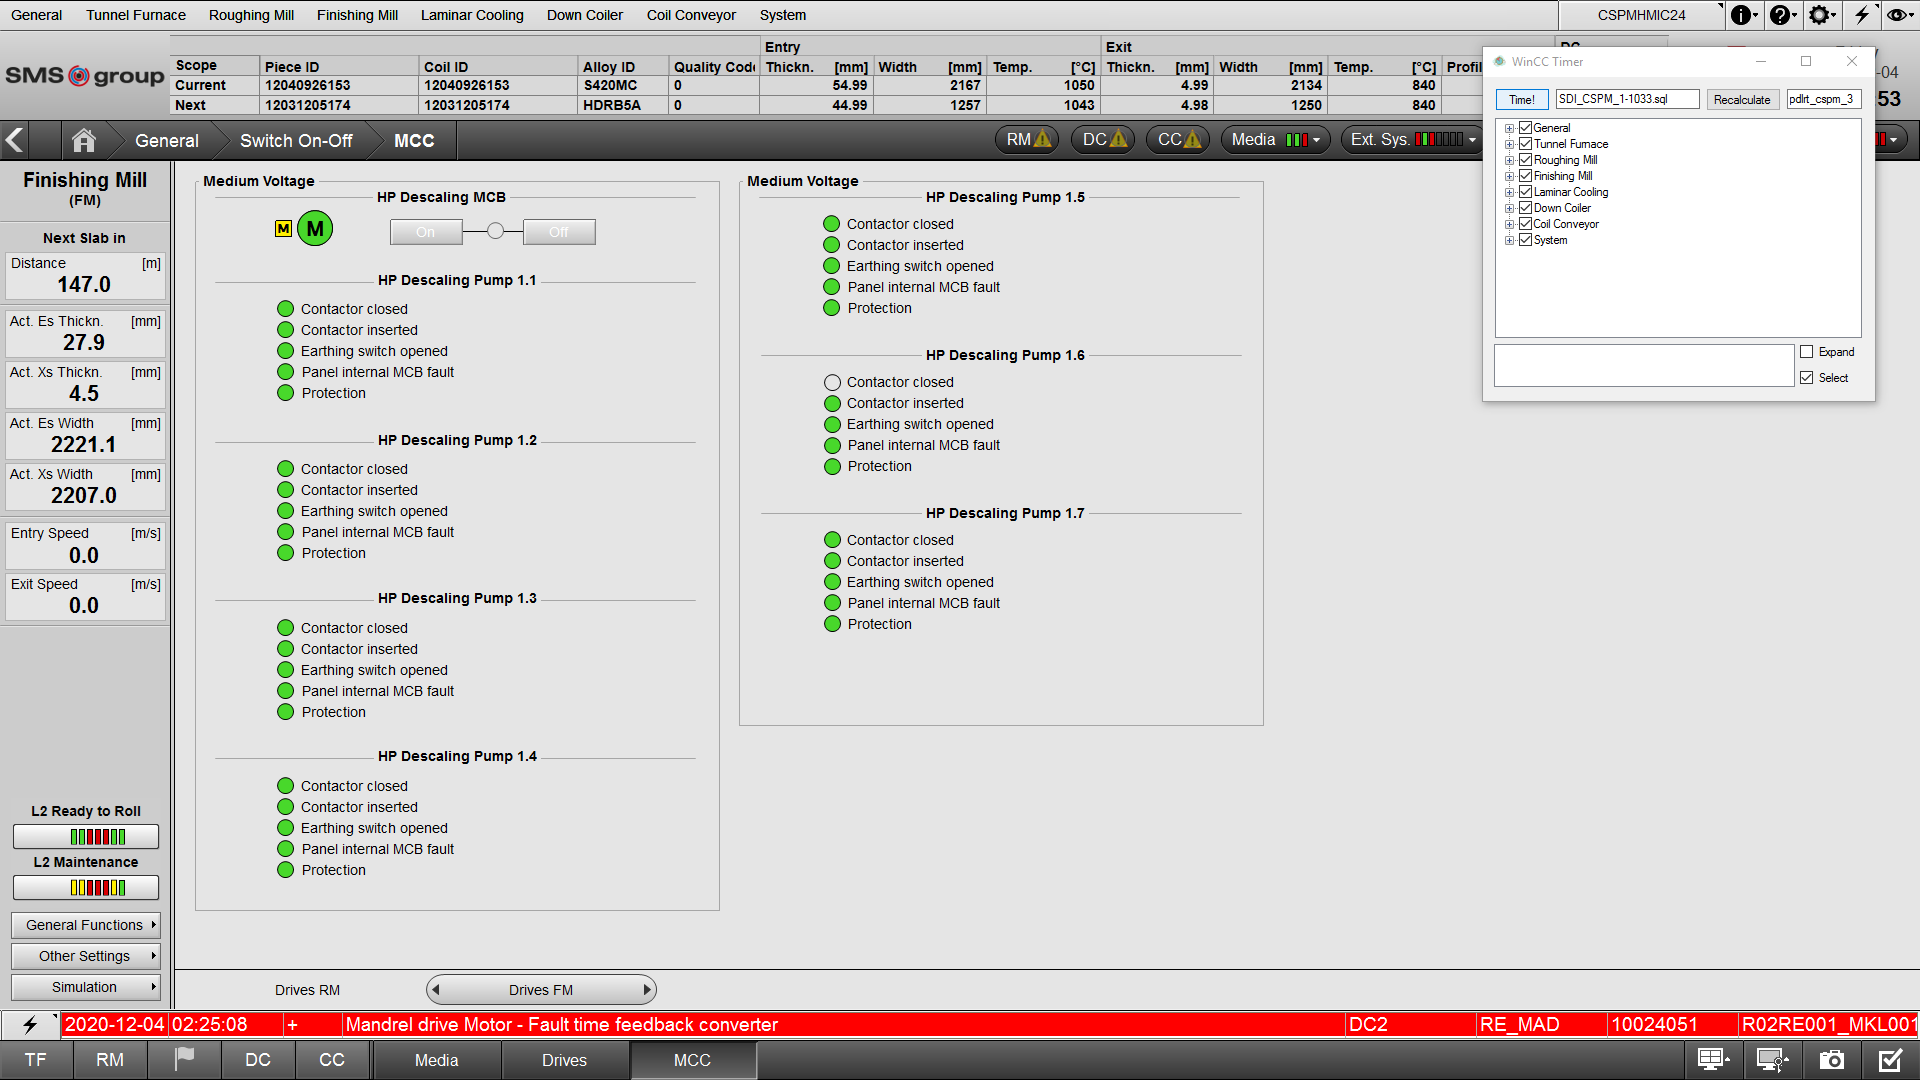 General Tunnel Furnace Roughing Mill Finishing Mill Laminar Cooling Down Coiler Coil Conveyor System CSPMHMIC24
SMS group
Entry Exit
Scope Piece ID Coil ID Alloy ID Quality Code Thickn. [mm] Width [mm] Temp. [°C] Thickn. [mm] Width [mm] Temp. [°C]
Current 12040926153 12040926153 S420MC 0 54.99 2167 1050 4.99 2134 840
Next 12031205174 12031205174 HDRB5A 0 44.99 1257 1043 4.98 1250 840
-04
53
General Switch On-Off MCC RM DC CC Media Ext. Sys.
WinCC Timer
Time! SDI_CSPM_1-1033.sql Recalculate pdlrt_cspm_3
General
Tunnel Furnace
Roughing Mill
Finishing Mill
Laminar Cooling
Down Coiler
Coil Conveyor
System
Expand
Select
Finishing Mill
(FM)
Next Slab in
Distance [m]
147.0
Act. Es Thickn. [mm]
27.9
Act. Xs Thickn. [mm]
4.5
Act. Es Width [mm]
2221.1
Act. Xs Width [mm]
2207.0
Entry Speed [m/s]
0.0
Exit Speed [m/s]
0.0
L2 Ready to Roll
L2 Maintenance
General Functions
Other Settings
Simulation
Medium Voltage
HP Descaling MCB
M M On Off
HP Descaling Pump 1.1
Contactor closed
Contactor inserted
Earthing switch opened
Panel internal MCB fault
Protection
HP Descaling Pump 1.2
Contactor closed
Contactor inserted
Earthing switch opened
Panel internal MCB fault
Protection
HP Descaling Pump 1.3
Contactor closed
Contactor inserted
Earthing switch opened
Panel internal MCB fault
Protection
HP Descaling Pump 1.4
Contactor closed
Contactor inserted
Earthing switch opened
Panel internal MCB fault
Protection
Medium Voltage
HP Descaling Pump 1.5
Contactor closed
Contactor inserted
Earthing switch opened
Panel internal MCB fault
Protection
HP Descaling Pump 1.6
Contactor closed
Contactor inserted
Earthing switch opened
Panel internal MCB fault
Protection
HP Descaling Pump 1.7
Contactor closed
Contactor inserted
Earthing switch opened
Panel internal MCB fault
Protection
Drives RM Drives FM
2020-12-04 02:25:08 + Mandrel drive Motor - Fault time feedback converter DC2 RE_MAD 10024051 R02RE001_MKL001
TF RM DC CC Media Drives MCC